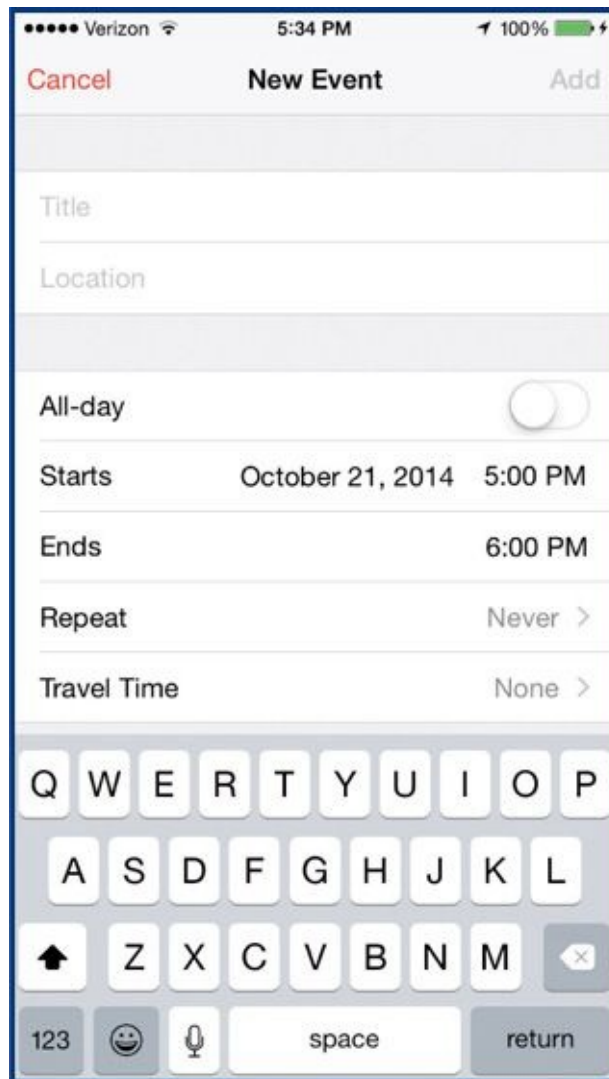 Verizon 5:34 PM 100%
Cancel New Event Add
Title
Location
All-day
Starts October 21, 2014 5:00 PM
Ends 6:00 PM
Repeat Never >
Travel Time None >
Q W E R T Y U I O P
A S D F G H J K L
Z X C V B N M
123 space return